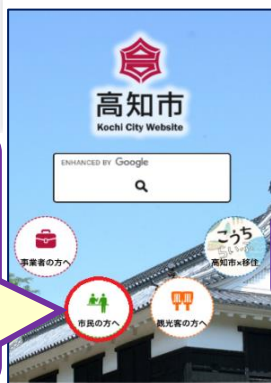 高知市
Kochi City Website
ENHANCED BY Google
こうち
事業者の方へ
高知市×移住
市民の方へ
観光客の方へ